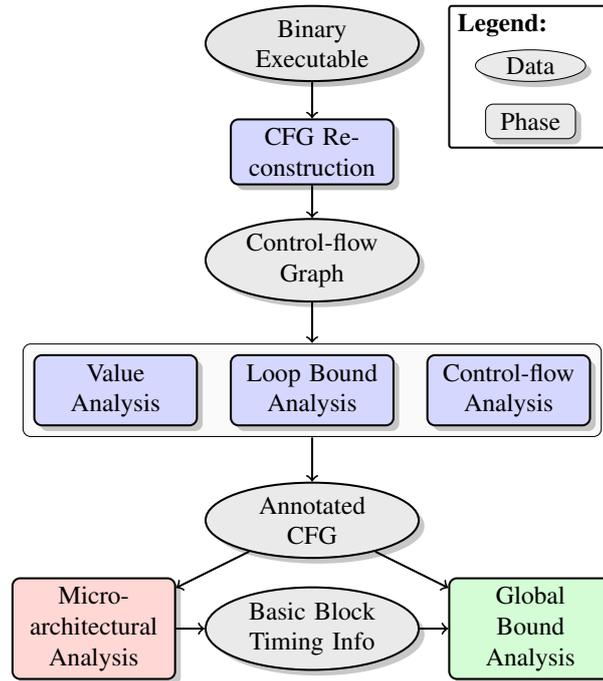 Binary
Executable
Legend:
Data
Phase
CFG Re-
construction
Control-flow
Graph
Value
Analysis
Loop Bound
Analysis
Control-flow
Analysis
Annotated
CFG
Micro-
architectural
Analysis
Basic Block
Timing Info
Global
Bound
Analysis